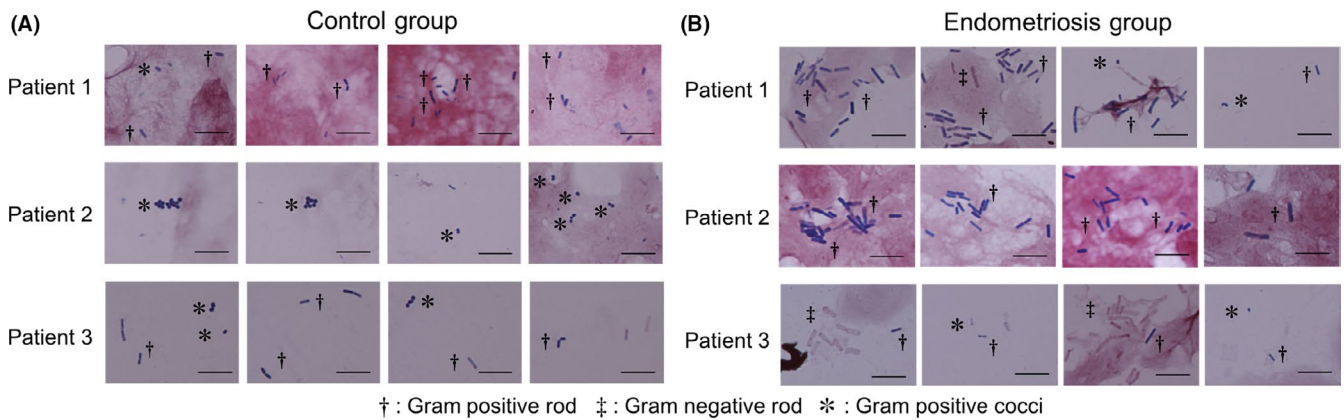 (A) Control group
Patient 1
* † †
† †
† † †
† †
Patient 2
*
*
*
* * * *
Patient 3
* * †
† †
* †
†
(B) Endometriosis group
Patient 1
† †
‡ † †
* †
† *
Patient 2
† †
†
† †
†
Patient 3
‡ †
* †
‡ †
* †
† : Gram positive rod ‡ : Gram negative rod * : Gram positive cocci